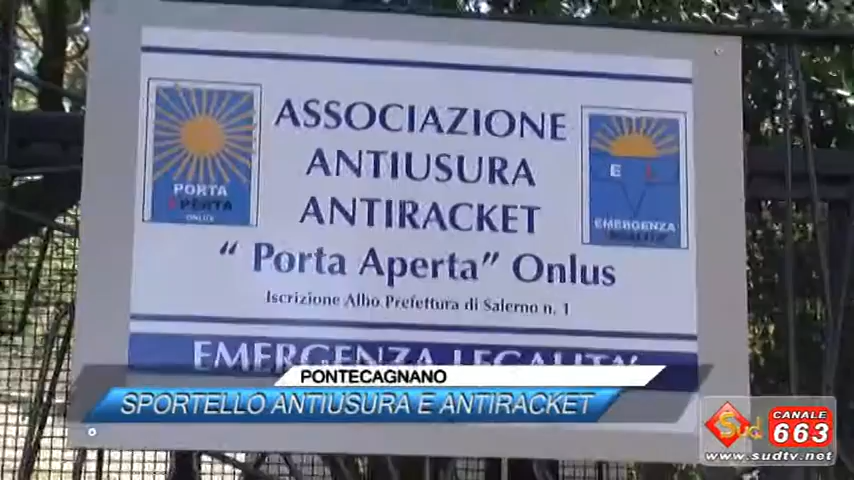 ASSOCIAZIONE
ANTIUSURA
ANTIRACKET
“ Porta Aperta” Onlus
Iscrizione Albo Prefettura di Salerno n. 1
PORTA
APERTA
ONLUS
E L
EMERGENZA
EMERGENZA LEGALITA'
PONTECAGNANO
SPORTELLO ANTIUSURA E ANTIRACKET
Sud CANALE
663
www.sudtv.net